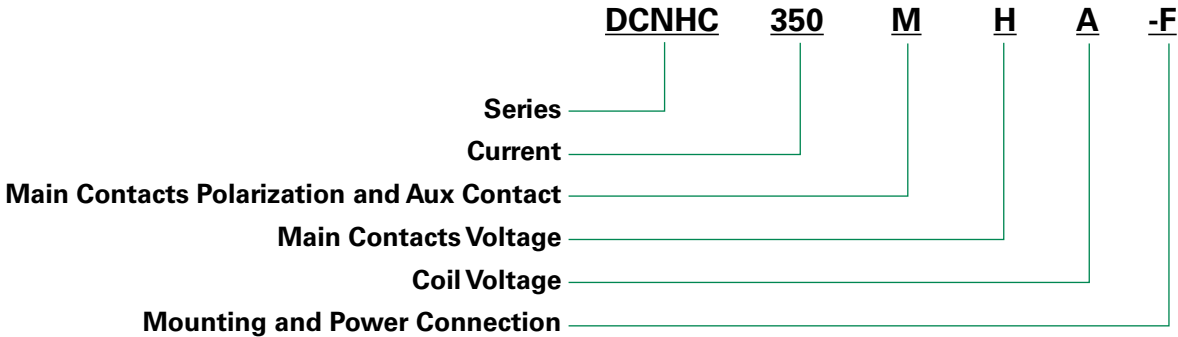 DCNHC 350 M H A -F
Series
Current
Main Contacts Polarization and Aux Contact
Main Contacts Voltage
Coil Voltage
Mounting and Power Connection